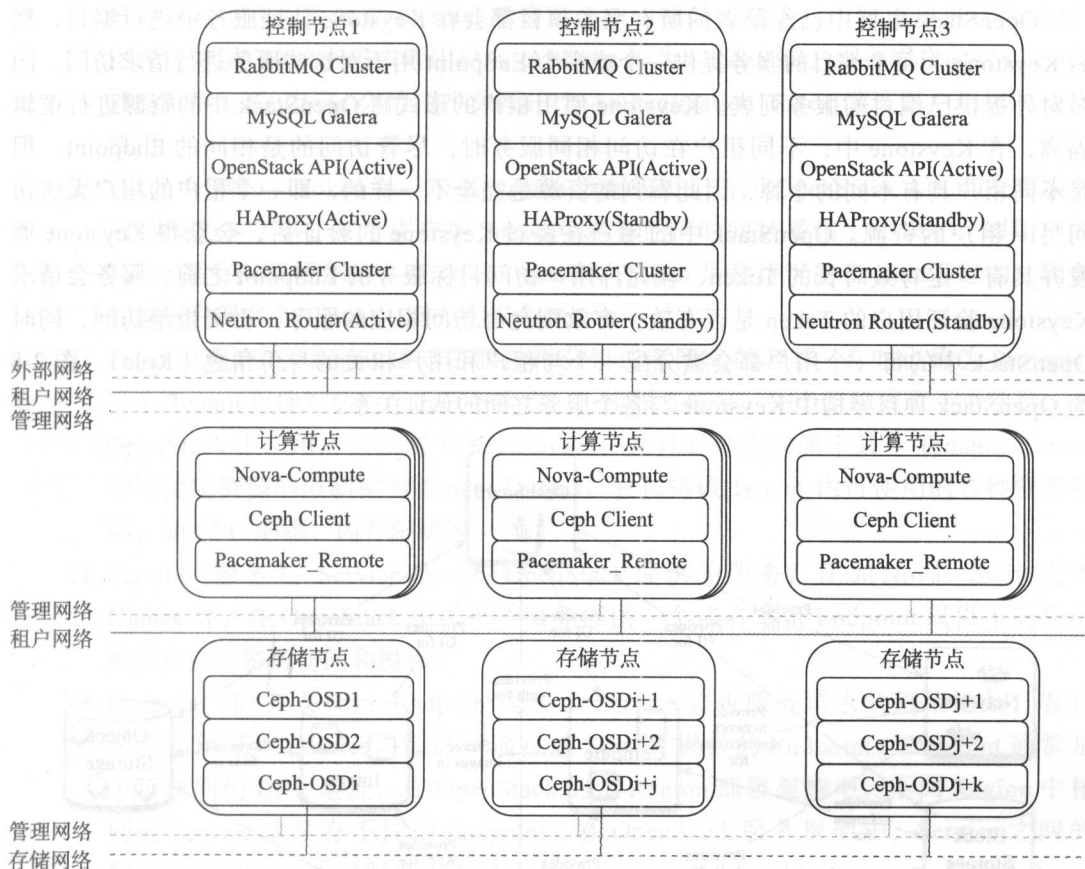 控制节点1
RabbitMQ Cluster
MySQL Galera
OpenStack API(Active)
HAProxy(Active)
Pacemaker Cluster
Neutron Router(Active)
控制节点2
RabbitMQ Cluster
MySQL Galera
OpenStack API(Active)
HAProxy(Standby)
Pacemaker Cluster
Neutron Router(Standby)
控制节点3
RabbitMQ Cluster
MySQL Galera
OpenStack API(Active)
HAProxy(Standby)
Pacemaker Cluster
Neutron Router(Standby)
外部网络
租户网络
管理网络
计算节点
Nova-Compute
Ceph Client
Pacemaker_Remote
计算节点
Nova-Compute
Ceph Client
Pacemaker_Remote
计算节点
Nova-Compute
Ceph Client
Pacemaker_Remote
管理网络
租户网络
存储节点
Ceph-OSD1
Ceph-OSD2
Ceph-OSDi
存储节点
Ceph-OSDi+1
Ceph-OSDi+2
Ceph-OSDi+j
存储节点
Ceph-OSDj+1
Ceph-OSDj+2
Ceph-OSDj+k
管理网络
存储网络